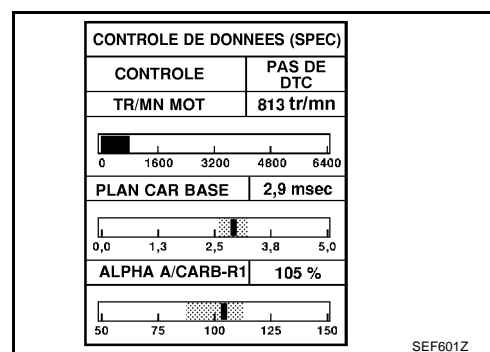 CONTROLE DE DONNEES (SPEC)
CONTROLE PAS DE DTC
TR/MN MOT 813 tr/mn
0 1600 3200 4800 6400
PLAN CAR BASE 2,9 msec
0,0 1,3 2,5 3,8 5,0
ALPHA A/CARB-R1 105 %
50 75 100 125 150
SEF601Z